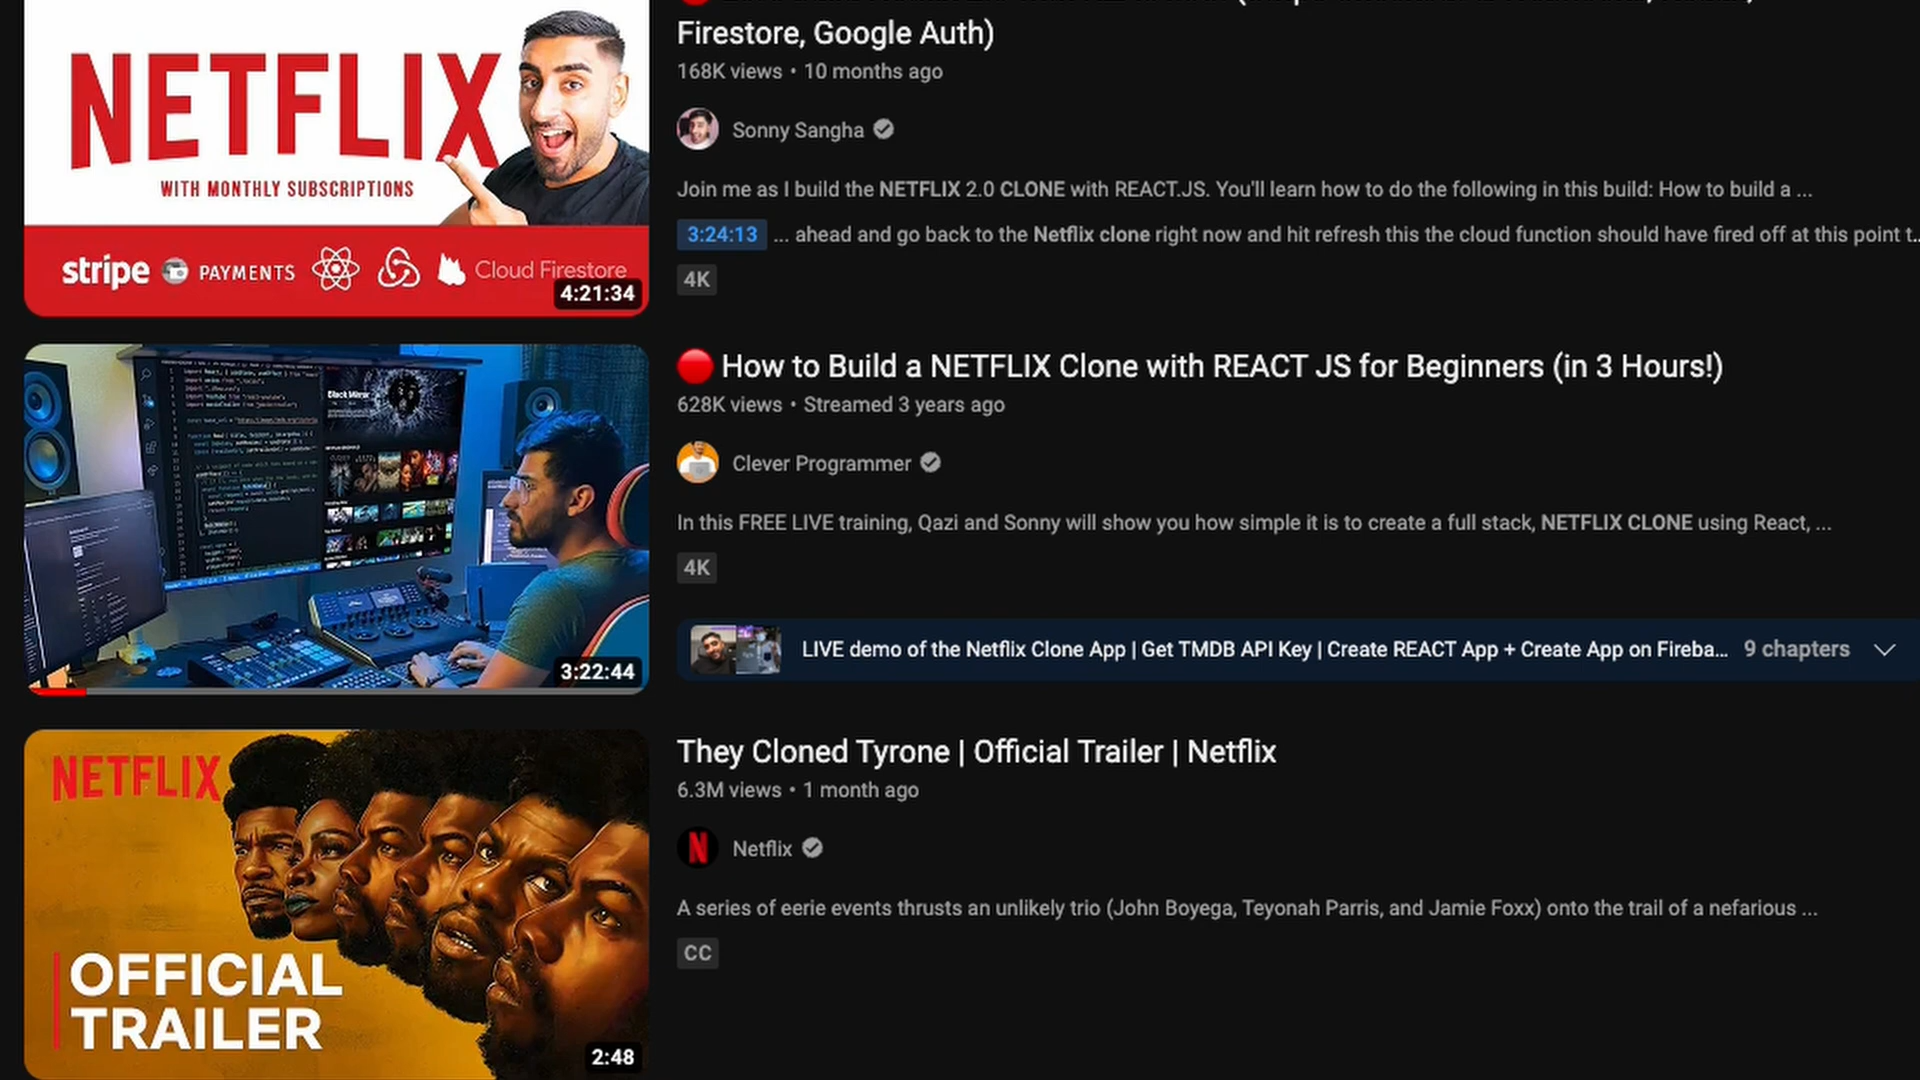 Firestore, Google Auth)
168K views • 10 months ago
NETFLIX
WITH MONTHLY SUBSCRIPTIONS
stripe PAYMENTS Cloud Firestore
4:21:34
Sonny Sangha
Join me as I build the NETFLIX 2.0 CLONE with REACT.JS. You'll learn how to do the following in this build: How to build a ...
3:24:13 ... ahead and go back to the Netflix clone right now and hit refresh this the cloud function should have fired off at this point t...
4K
Black Mirror
3:22:44
How to Build a NETFLIX Clone with REACT JS for Beginners (in 3 Hours!)
628K views • Streamed 3 years ago
Clever Programmer
In this FREE LIVE training, Qazi and Sonny will show you how simple it is to create a full stack, NETFLIX CLONE using React, ...
4K
LIVE demo of the Netflix Clone App | Get TMDB API Key | Create REACT App + Create App on Fireba... 9 chapters
NETFLIX
OFFICIAL
TRAILER
2:48
They Cloned Tyrone | Official Trailer | Netflix
6.3M views • 1 month ago
N Netflix
A series of eerie events thrusts an unlikely trio (John Boyega, Teyonah Parris, and Jamie Foxx) onto the trail of a nefarious ...
CC